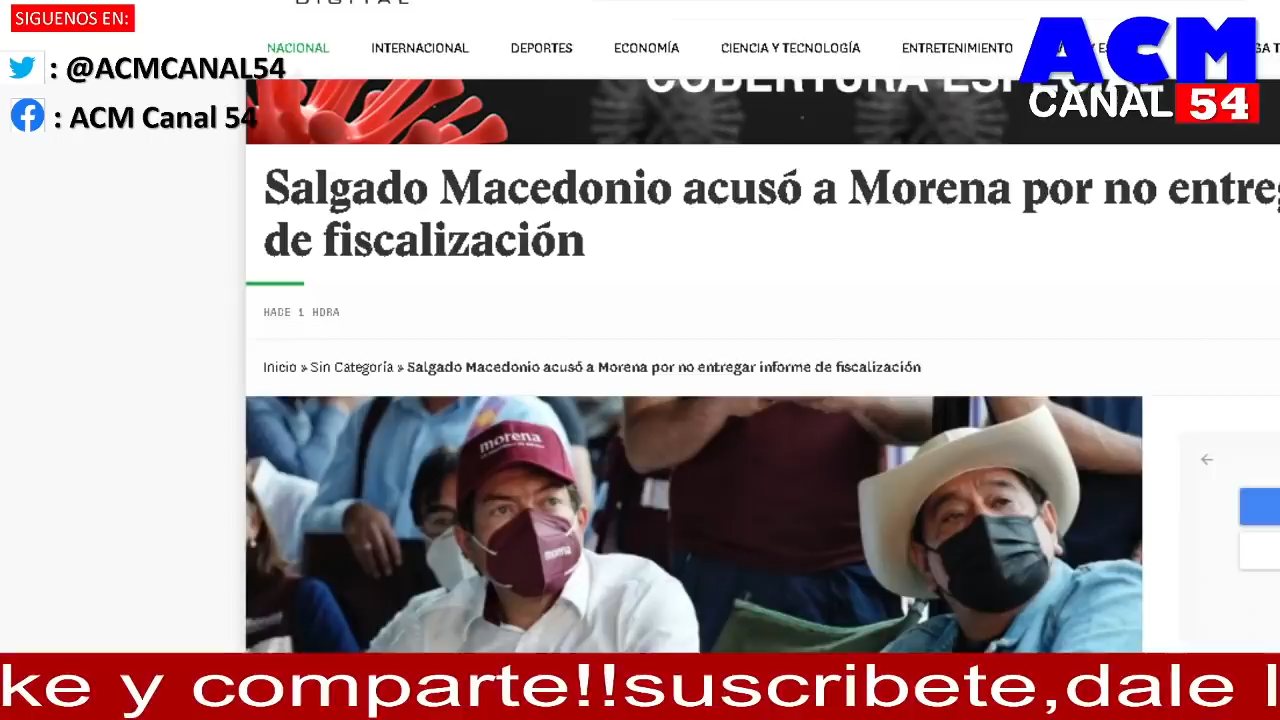 SIGUENOS EN:
: @ACMCANAL54
: ACM Canal 54
NACIONAL INTERNACIONAL DEPORTES ECONOMÍA CIENCIA Y TECNOLOGÍA ENTRETENIMIENTO
ACM
CANAL 54
Salgado Macedonio acusó a Morena por no entreg
de fiscalización
HADE 1 HORA
Inicio » Sin Categoría » Salgado Macedonio acusó a Morena por no entregar informe de fiscalización
morena
morena
ke y comparte!!suscribete,dale l